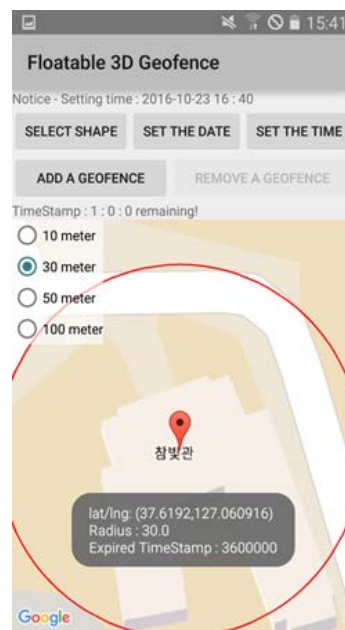 15:41
Floatable 3D Geofence
Notice - Setting time : 2016-10-23 16 : 40
SELECT SHAPE SET THE DATE SET THE TIME
ADD A GEOFENCE REMOVE A GEOFENCE
TimeStamp : 1 : 0 : 0 remaining!
10 meter
30 meter
50 meter
100 meter
참빛관
lat/lng: (37.6192,127.060916)
Radius : 30.0
Expired TimeStamp : 3600000
Google